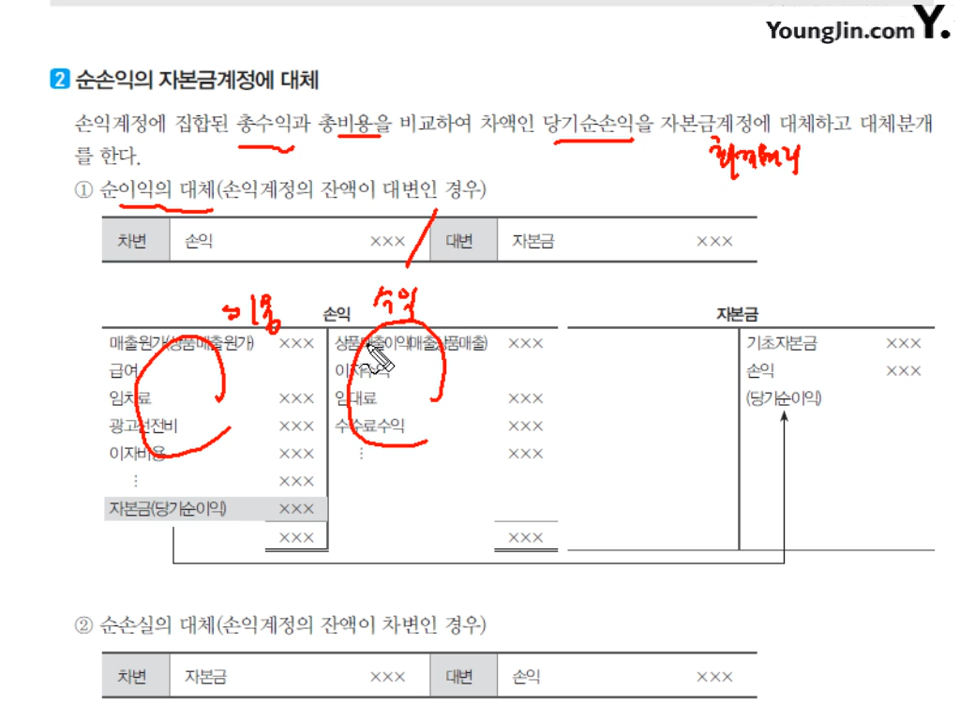 YoungJin.com Y.
2 순손익의 자본금계정에 대체
손익계정에 집합된 총수익과 총비용을 비교하여 차액인 당기순손익을 자본금계정에 대체하고 대체분개
를 한다.
① 순이익의 대체(손익계정의 잔액이 대변인 경우)
차변 손익 ××× 대변 자본금 ×××
비용 수익
손익 자본금
매출원가(상품매출원가) ××× 상품매출이익(매출,상품매출) ××× 기초자본금 ×××
급여 이자수익 손익 ×××
임차료 ××× 임대료 ××× (당기순이익)
광고선전비 ××× 수수료수익 ×××
이자비용 ××× ⋮ ×××
⋮ ×××
자본금(당기순이익) ×××
××× ×××
② 순손실의 대체(손익계정의 잔액이 차변인 경우)
차변 자본금 ××× 대변 손익 ×××